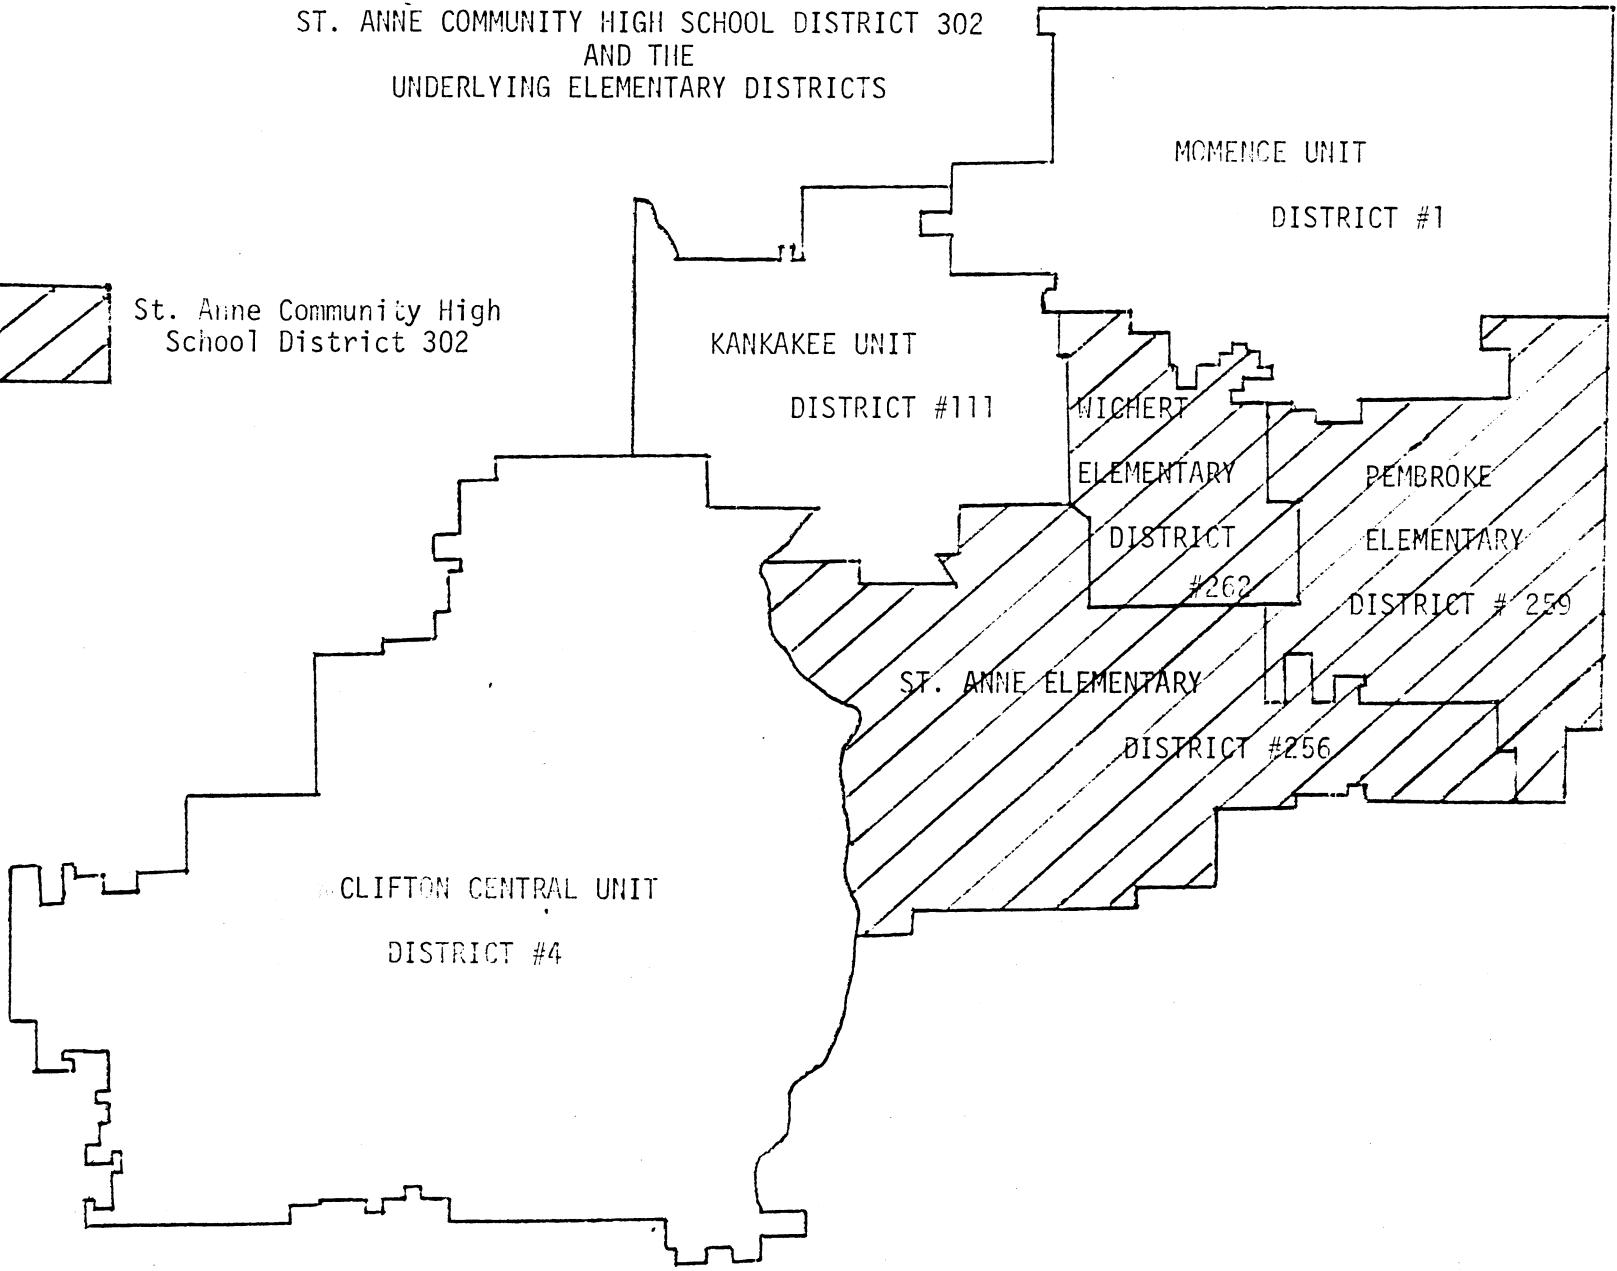 ST. ANNE COMMUNITY HIGH SCHOOL DISTRICT 302
AND THE
UNDERLYING ELEMENTARY DISTRICTS
MOMENCE UNIT
DISTRICT #1
St. Anne Community High
School District 302
KANKAKEE UNIT
DISTRICT #111
WICHERT
ELEMENTARY
DISTRICT
#262
PEMBROKE
ELEMENTARY
DISTRICT # 259
ST. ANNE ELEMENTARY
DISTRICT #256
CLIFTON CENTRAL UNIT
DISTRICT #4